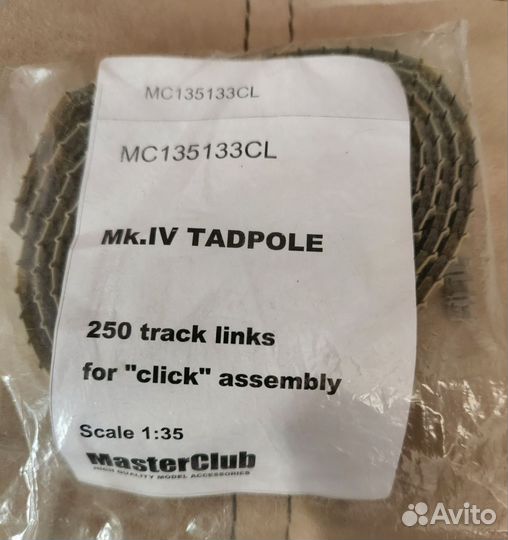 MC135133CL
MC135133CL
Mk.IV TADPOLE
250 track links
for "click" assembly
Scale 1:35
MasterClub
HIGH QUALITY MODEL ACCESSORIES
Avito